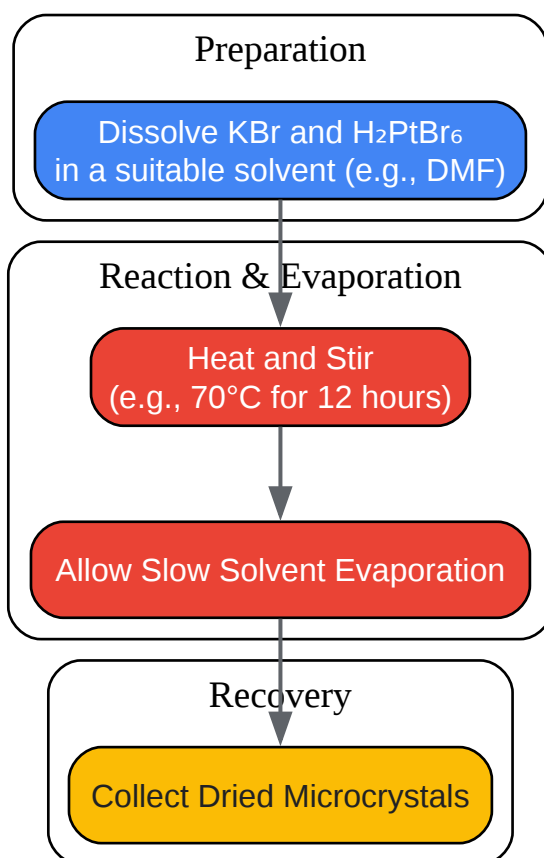 Preparation
Dissolve KBr and H₂PtBr₆
in a suitable solvent (e.g., DMF)
Reaction & Evaporation
Heat and Stir
(e.g., 70°C for 12 hours)
Allow Slow Solvent Evaporation
Recovery
Collect Dried Microcrystals